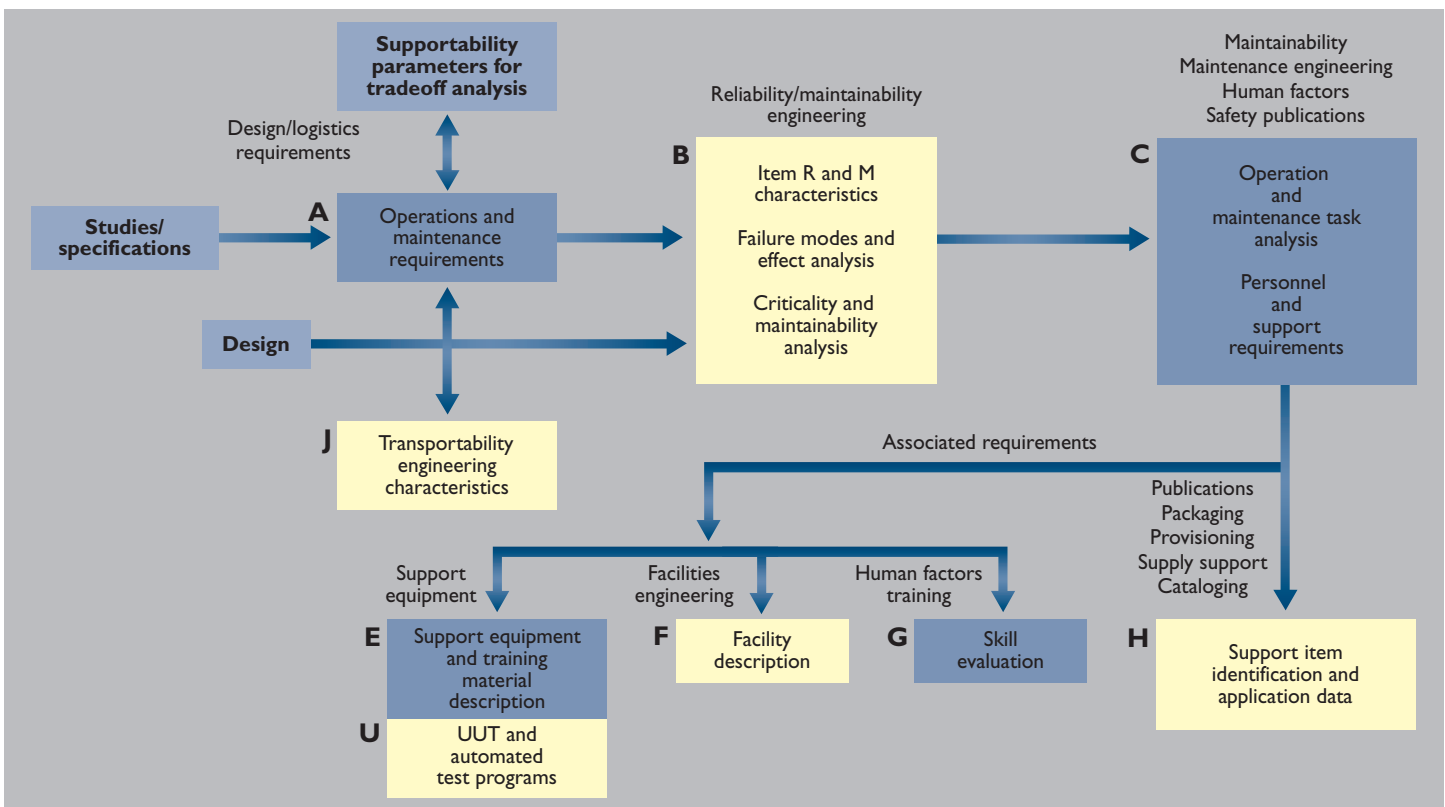 Supportability
parameters for
tradeoff analysis
Design/logistics
requirements
Studies/
specifications
A
Operations and
maintenance
requirements
Design
J
Transportability
engineering
characteristics
Reliability/maintainability
engineering
B
Item R and M
characteristics
Failure modes and
effect analysis
Criticality and
maintainability
analysis
Maintainability
Maintenance engineering
Human factors
Safety publications
C
Operation
and
maintenance task
analysis
Personnel
and
support
requirements
Associated requirements
Publications
Packaging
Provisioning
Supply support
Cataloging
Support
equipment
E
Support equipment
and training
material
description
U
UUT and
automated
test programs
Facilities
engineering
F
Facility
description
Human factors
training
G
Skill
evaluation
H
Support item
identification and
application data